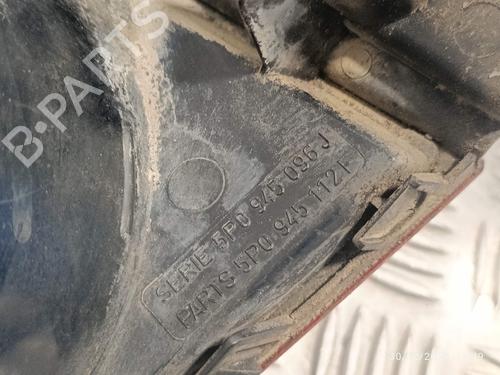 B-PARTS
SERIE 5P0 945 096 J
PARTS 5P0 945 112 F